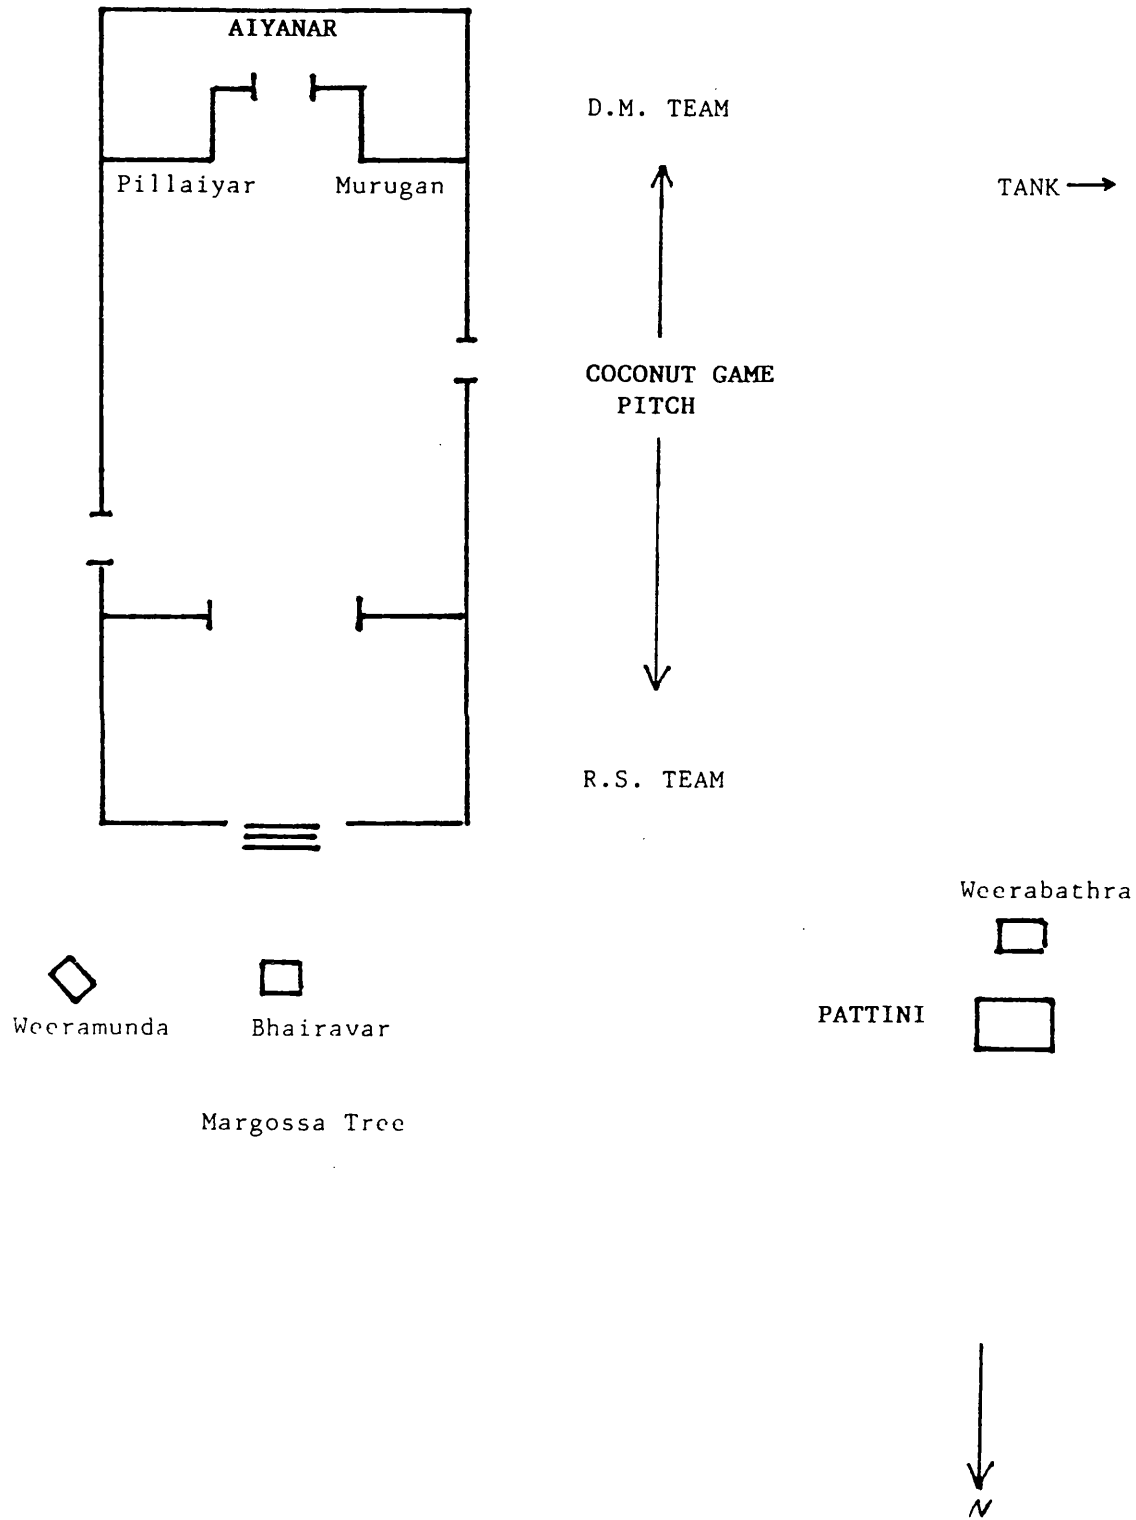 AIYANAR
D.M. TEAM
Pillaiyar
Murugan
TANK
COCONUT GAME
PITCH
R.S. TEAM
Weerabathra
Weeramunda
Bhairavar
PATTINI
Margossa Tree
N